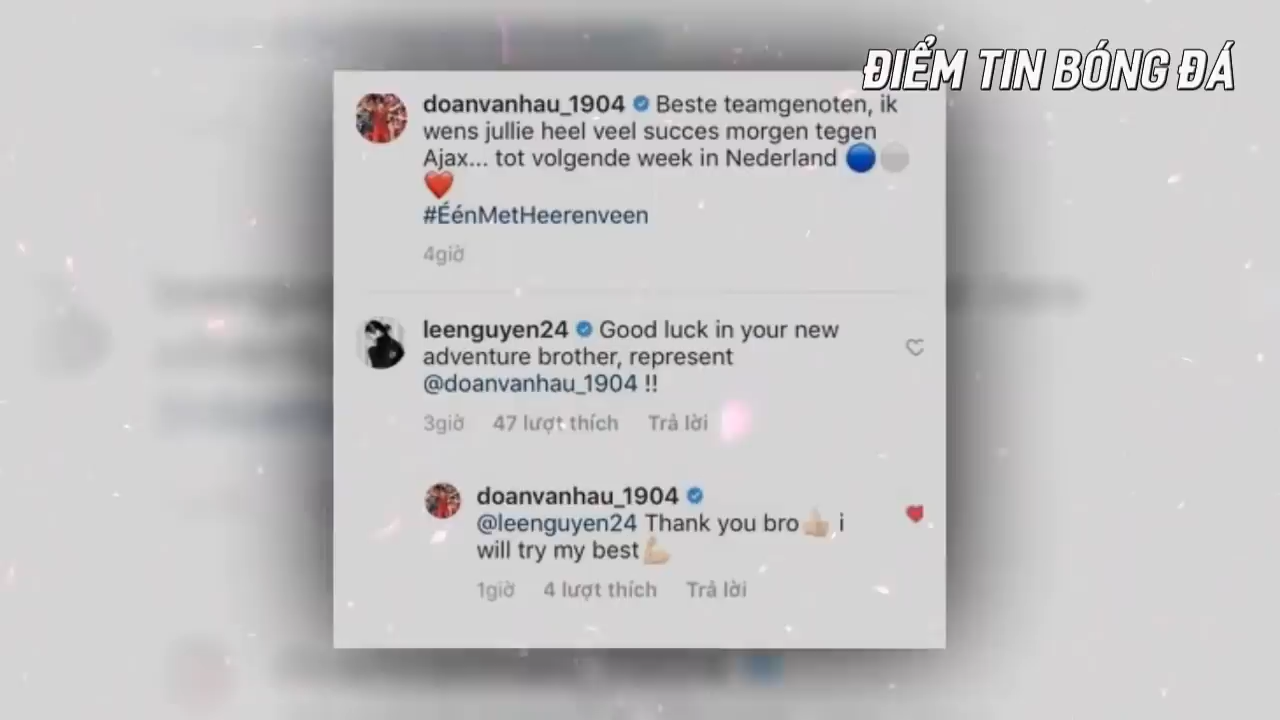 ĐIỂM TIN BÓNG ĐÁ
doanvanhau_1904 Beste teamgenoten, ik
wens jullie heel veel succes morgen tegen
Ajax... tot volgende week in Nederland 🔵⚪
❤️
#ÉénMetHeerenveen
4giờ
leenguyen24 Good luck in your new
adventure brother, represent
@doanvanhau_1904 !!
3giờ 47 lượt thích Trả lời
doanvanhau_1904
@leenguyen24 Thank you bro👍🏻 i
will try my best💪🏻
1giờ 4 lượt thích Trả lời